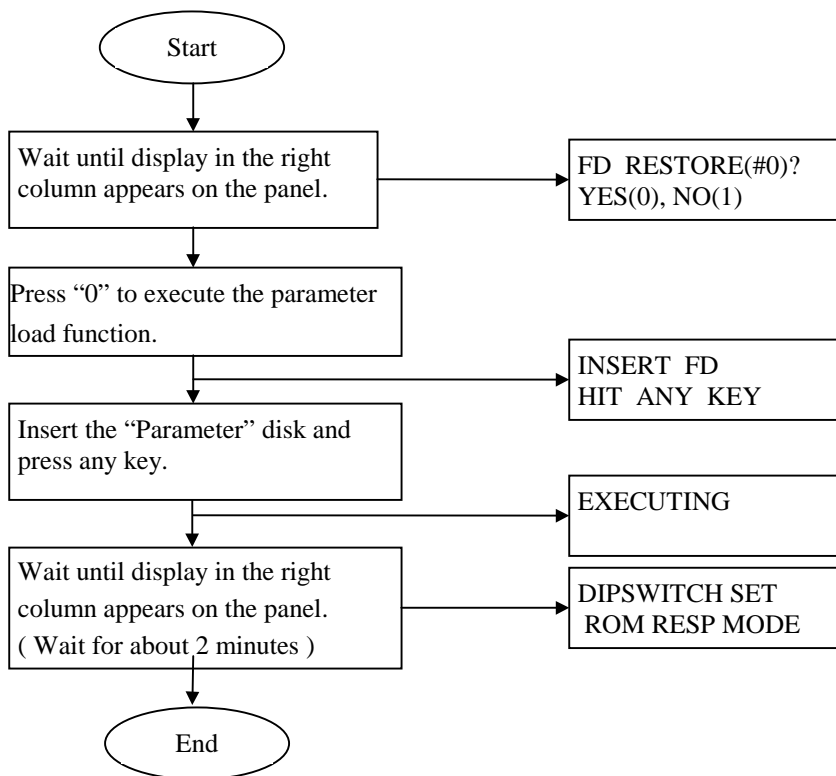 Start
Wait until display in the right
column appears on the panel.
FD RESTORE(#0)?
YES(0), NO(1)
Press “0” to execute the parameter
load function.
INSERT FD
HIT ANY KEY
Insert the “Parameter” disk and
press any key.
EXECUTING
Wait until display in the right
column appears on the panel.
( Wait for about 2 minutes )
DIPSWITCH SET
ROM RESP MODE
End